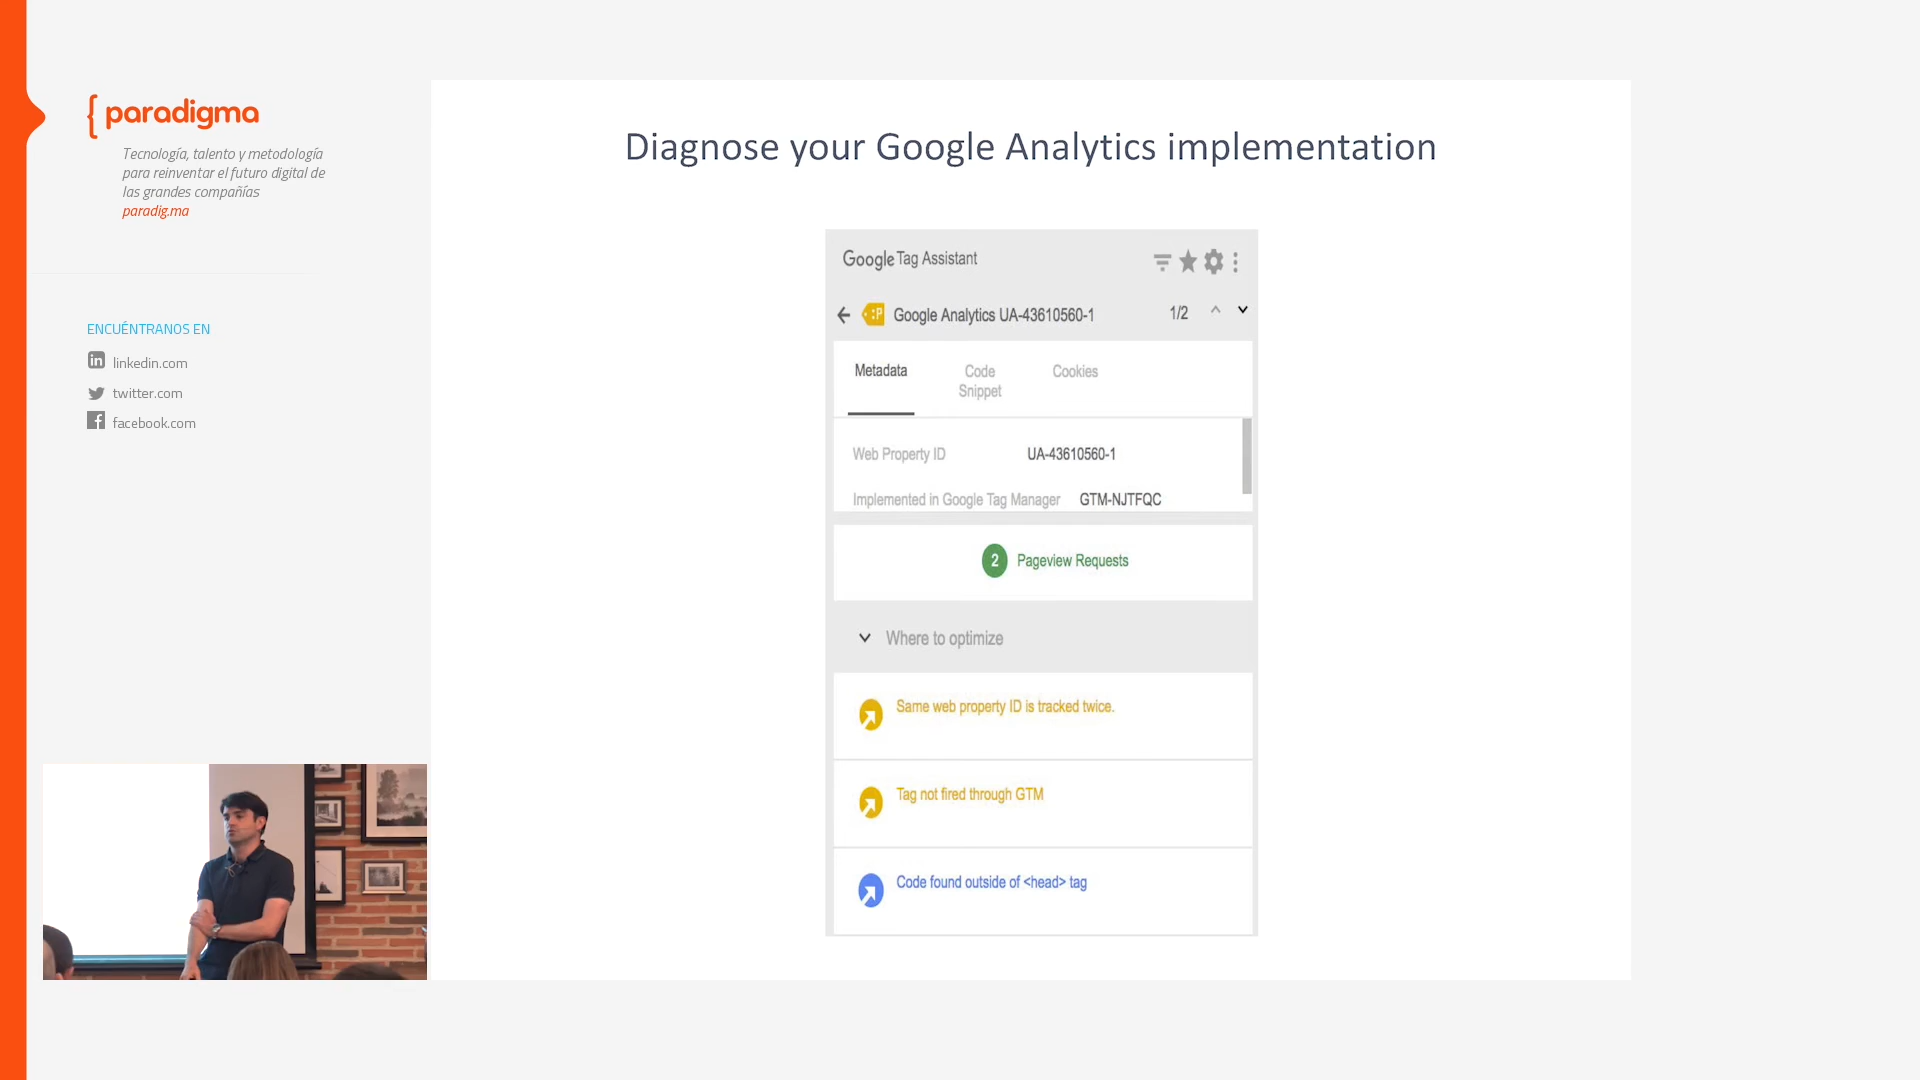 { paradigma
Tecnología, talento y metodología
para reinventar el futuro digital de
las grandes compañías
paradig.ma
ENCUÉNTRANOS EN
linkedin.com
twitter.com
facebook.com
Diagnose your Google Analytics implementation
Google Tag Assistant
Google Analytics UA-43610560-1 1/2
Metadata
Code
Snippet
Cookies
Web Property ID UA-43610560-1
Implemented in Google Tag Manager GTM-NJTFQC
2 Pageview Requests
Where to optimize
Same web property ID is tracked twice.
Tag not fired through GTM
Code found outside of <head> tag